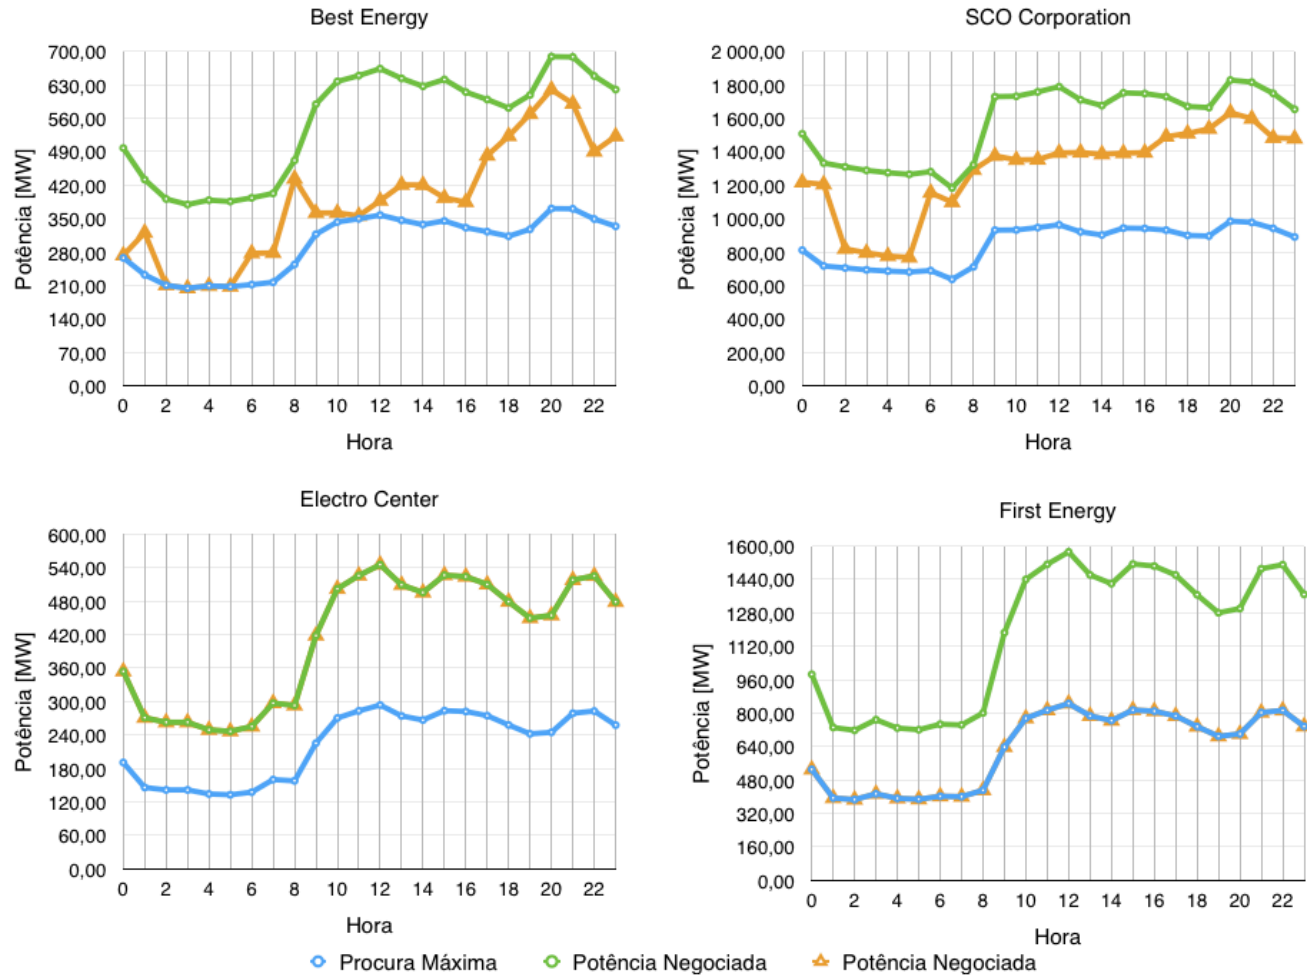 Best Energy
700,00
630,00
560,00
490,00
420,00
350,00
280,00
210,00
140,00
70,00
0,00
Potência [MW]
0 2 4 6 8 10 12 14 16 18 20 22
Hora
SCO Corporation
2 000,00
1 800,00
1 600,00
1 400,00
1 200,00
1 000,00
800,00
600,00
400,00
200,00
0,00
Potência [MW]
0 2 4 6 8 10 12 14 16 18 20 22
Hora
Electro Center
600,00
540,00
480,00
420,00
360,00
300,00
240,00
180,00
120,00
60,00
0,00
Potência [MW]
0 2 4 6 8 10 12 14 16 18 20 22
Hora
First Energy
1600,00
1440,00
1280,00
1120,00
960,00
800,00
640,00
480,00
320,00
160,00
0,00
Potência [MW]
0 2 4 6 8 10 12 14 16 18 20 22
Hora
Procura Máxima Potência Negociada Potência Negociada